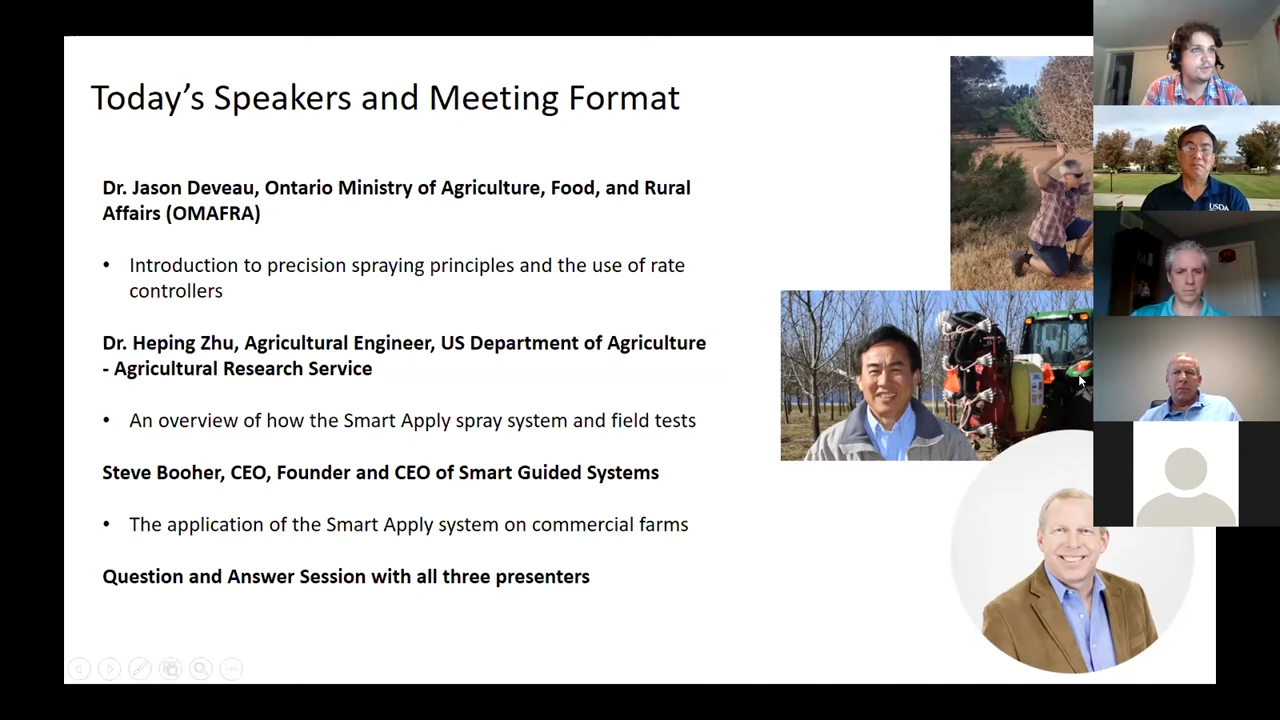 Today's Speakers and Meeting Format
Dr. Jason Deveau, Ontario Ministry of Agriculture, Food, and Rural
Affairs (OMAFRA)
• Introduction to precision spraying principles and the use of rate
controllers
Dr. Heping Zhu, Agricultural Engineer, US Department of Agriculture
- Agricultural Research Service
• An overview of how the Smart Apply spray system and field tests
Steve Booher, CEO, Founder and CEO of Smart Guided Systems
• The application of the Smart Apply system on commercial farms
Question and Answer Session with all three presenters
USDA